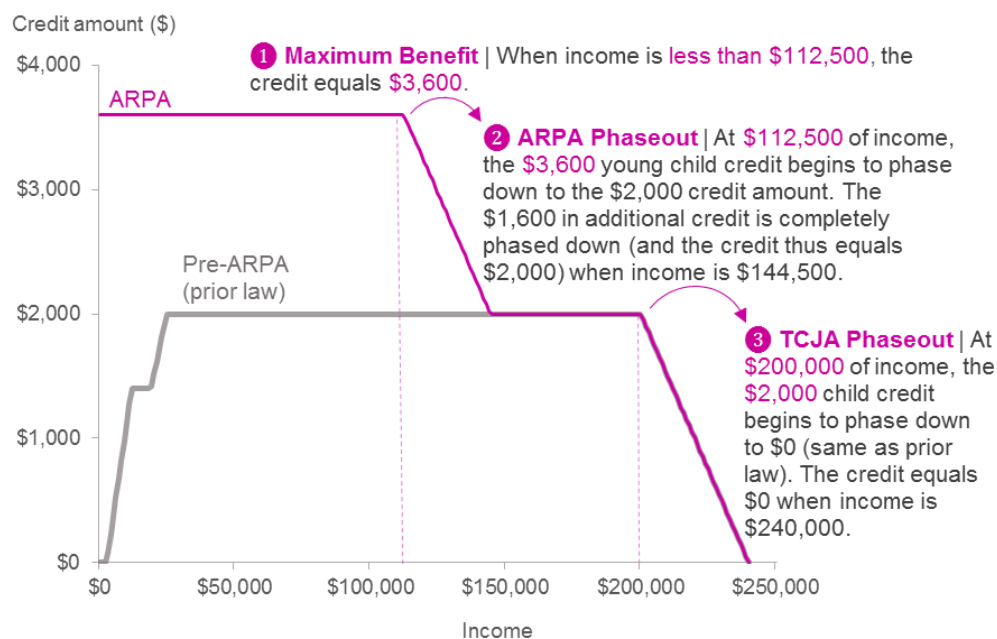 Credit amount ($)
❶ Maximum Benefit | When income is less than $112,500, the
credit equals $3,600.
$4,000
ARPA
❷ ARPA Phaseout | At $112,500 of income,
the $3,600 young child credit begins to phase
down to the $2,000 credit amount. The
$1,600 in additional credit is completely
phased down (and the credit thus equals
$2,000) when income is $144,500.
$3,000
Pre-ARPA
(prior law)
$2,000
❸ TCJA Phaseout | At
$200,000 of income, the
$2,000 child credit
begins to phase down
to $0 (same as prior
law). The credit equals
$0 when income is
$240,000.
$1,000
$0
$0
$50,000
$100,000
$150,000
$200,000
$250,000
Income